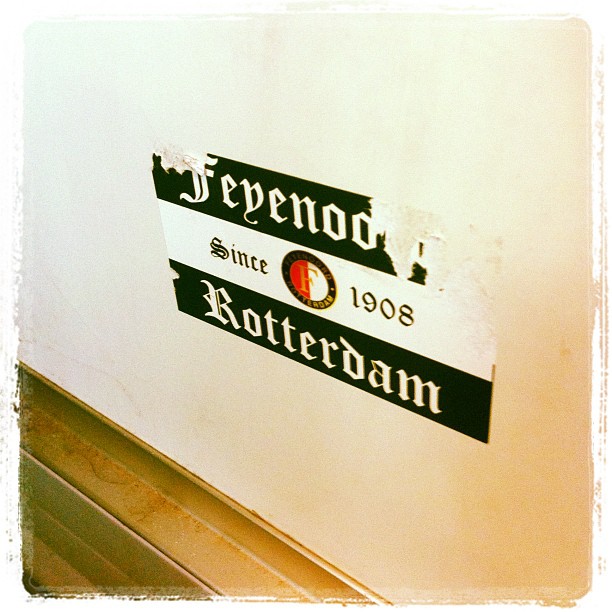 Feyenoo
Since F 1908
Rotterdam